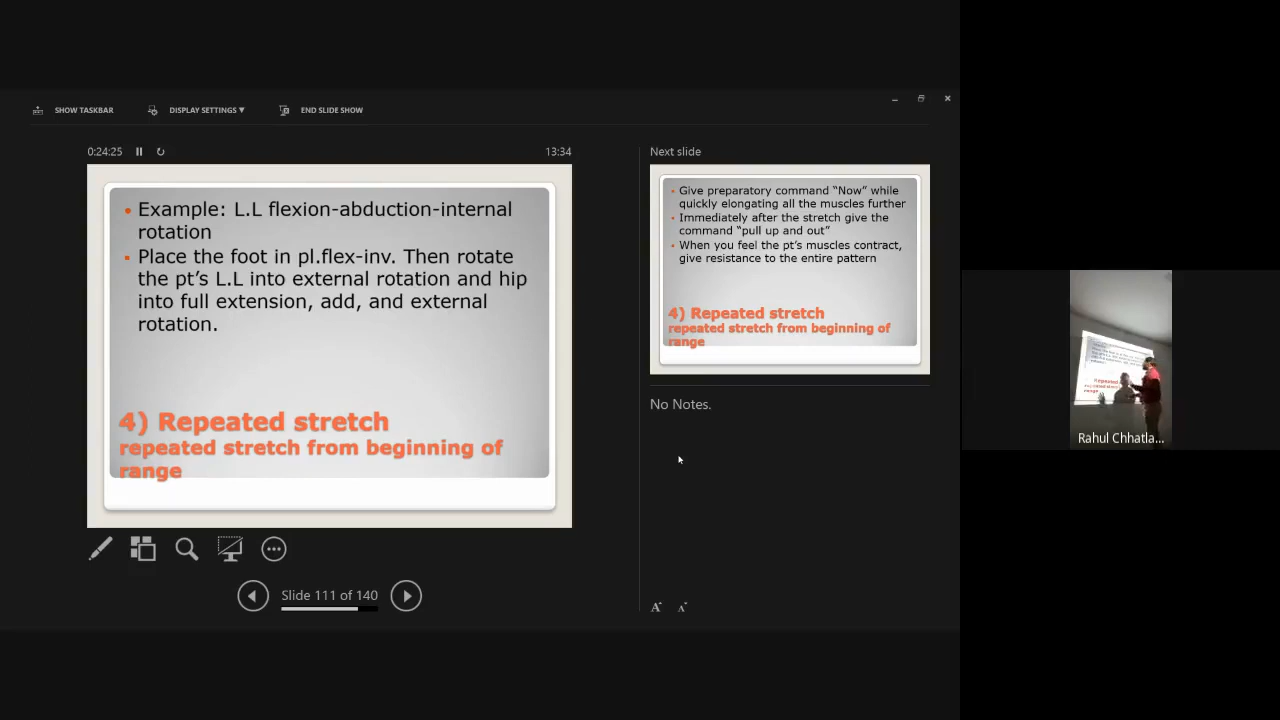 SHOW TASKBAR
DISPLAY SETTINGS ▼
END SLIDE SHOW
0:24:25
13:34
• Example: L.L flexion-abduction-internal
rotation
• Place the foot in pl.flex-inv. Then rotate
the pt's L.L into external rotation and hip
into full extension, add, and external
rotation.
4) Repeated stretch
repeated stretch from beginning of
range
Slide 111 of 140
Next slide
• Give preparatory command “Now” while
quickly elongating all the muscles further
• Immediately after the stretch give the
command “pull up and out”
• When you feel the pt's muscles contract,
give resistance to the entire pattern
4) Repeated stretch
repeated stretch from beginning of
range
No Notes.
A A
Rahul Chhatla...